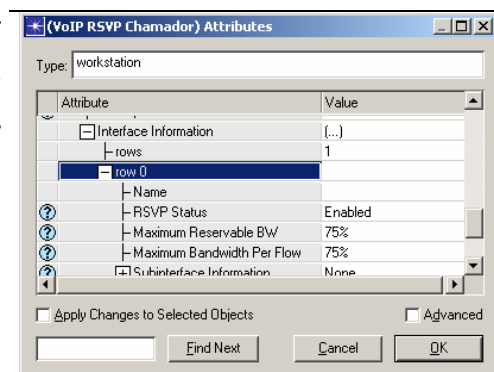 (VoIP RSVP Chamador) Attributes
Type: workstation
Attribute Value
Interface Information (...)
rows 1
row 0
Name
RSVP Status Enabled
Maximum Reservable BW 75%
Maximum Bandwidth Per Flow 75%
Subinterface Information None
Apply Changes to Selected Objects Advanced
Find Next Cancel OK